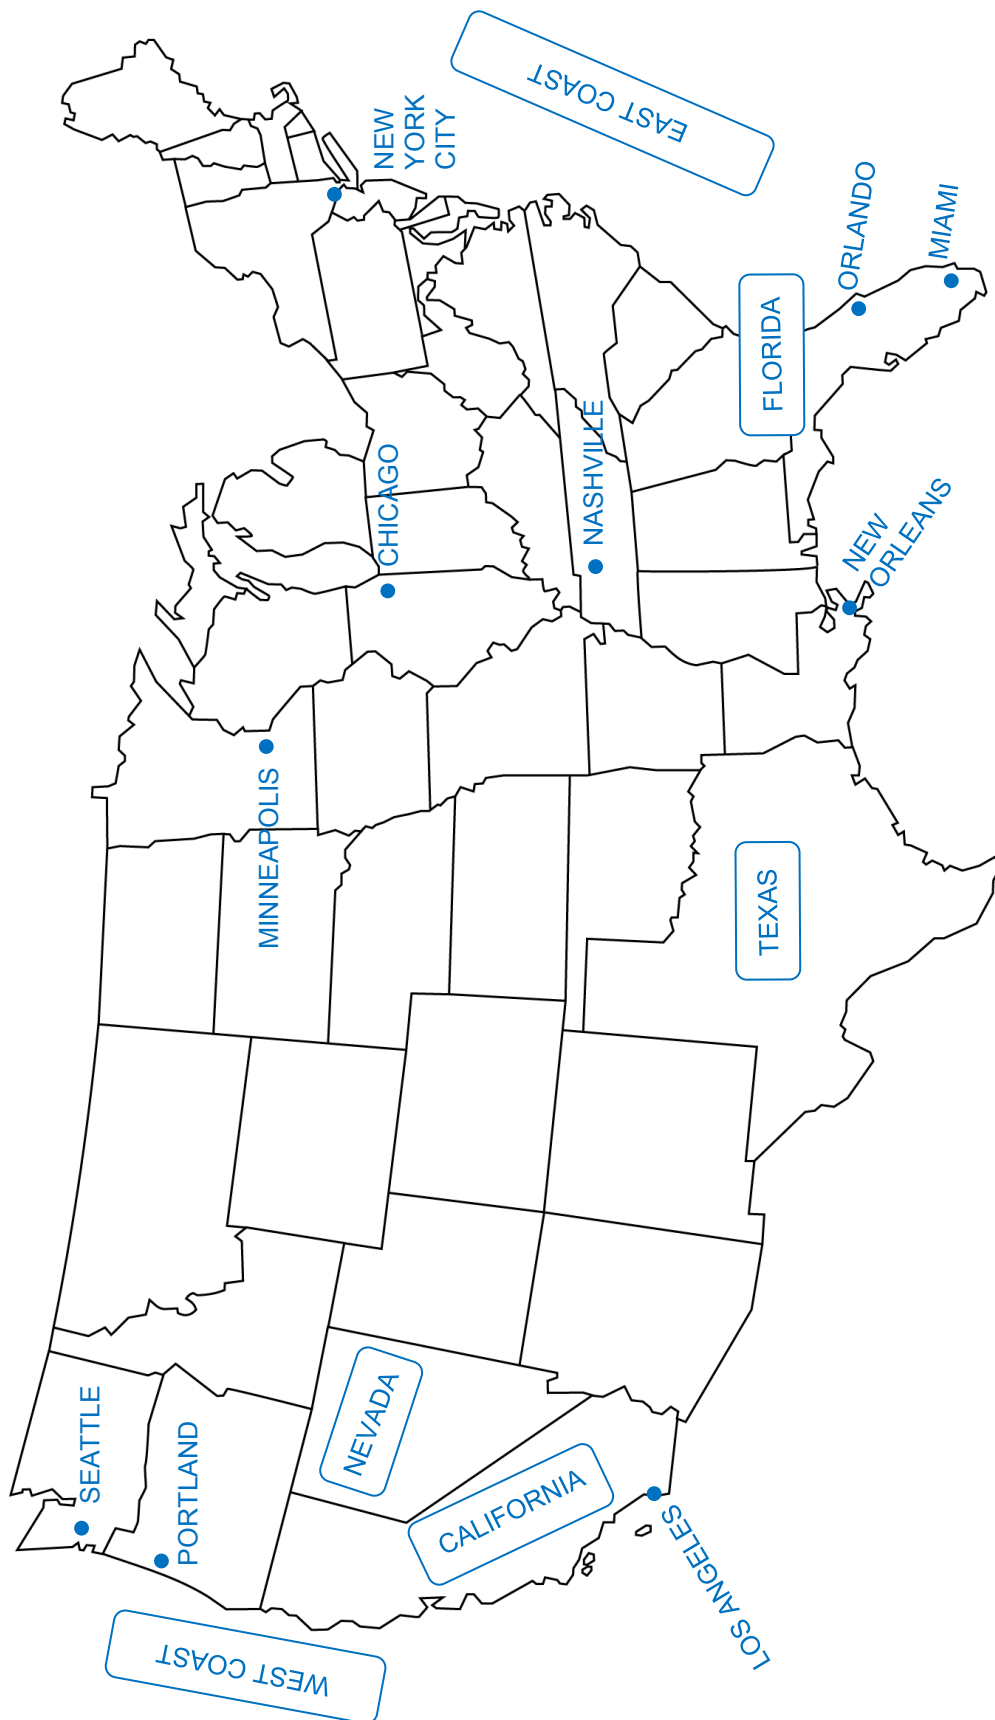 EAST COAST
NEW
YORK
CITY
ORLANDO
MIAMI
FLORIDA
NASHVILLE
CHICAGO
NEW
ORLEANS
MINNEAPOLIS
TEXAS
SEATTLE
PORTLAND
NEVADA
CALIFORNIA
LOS ANGELES
WEST COAST